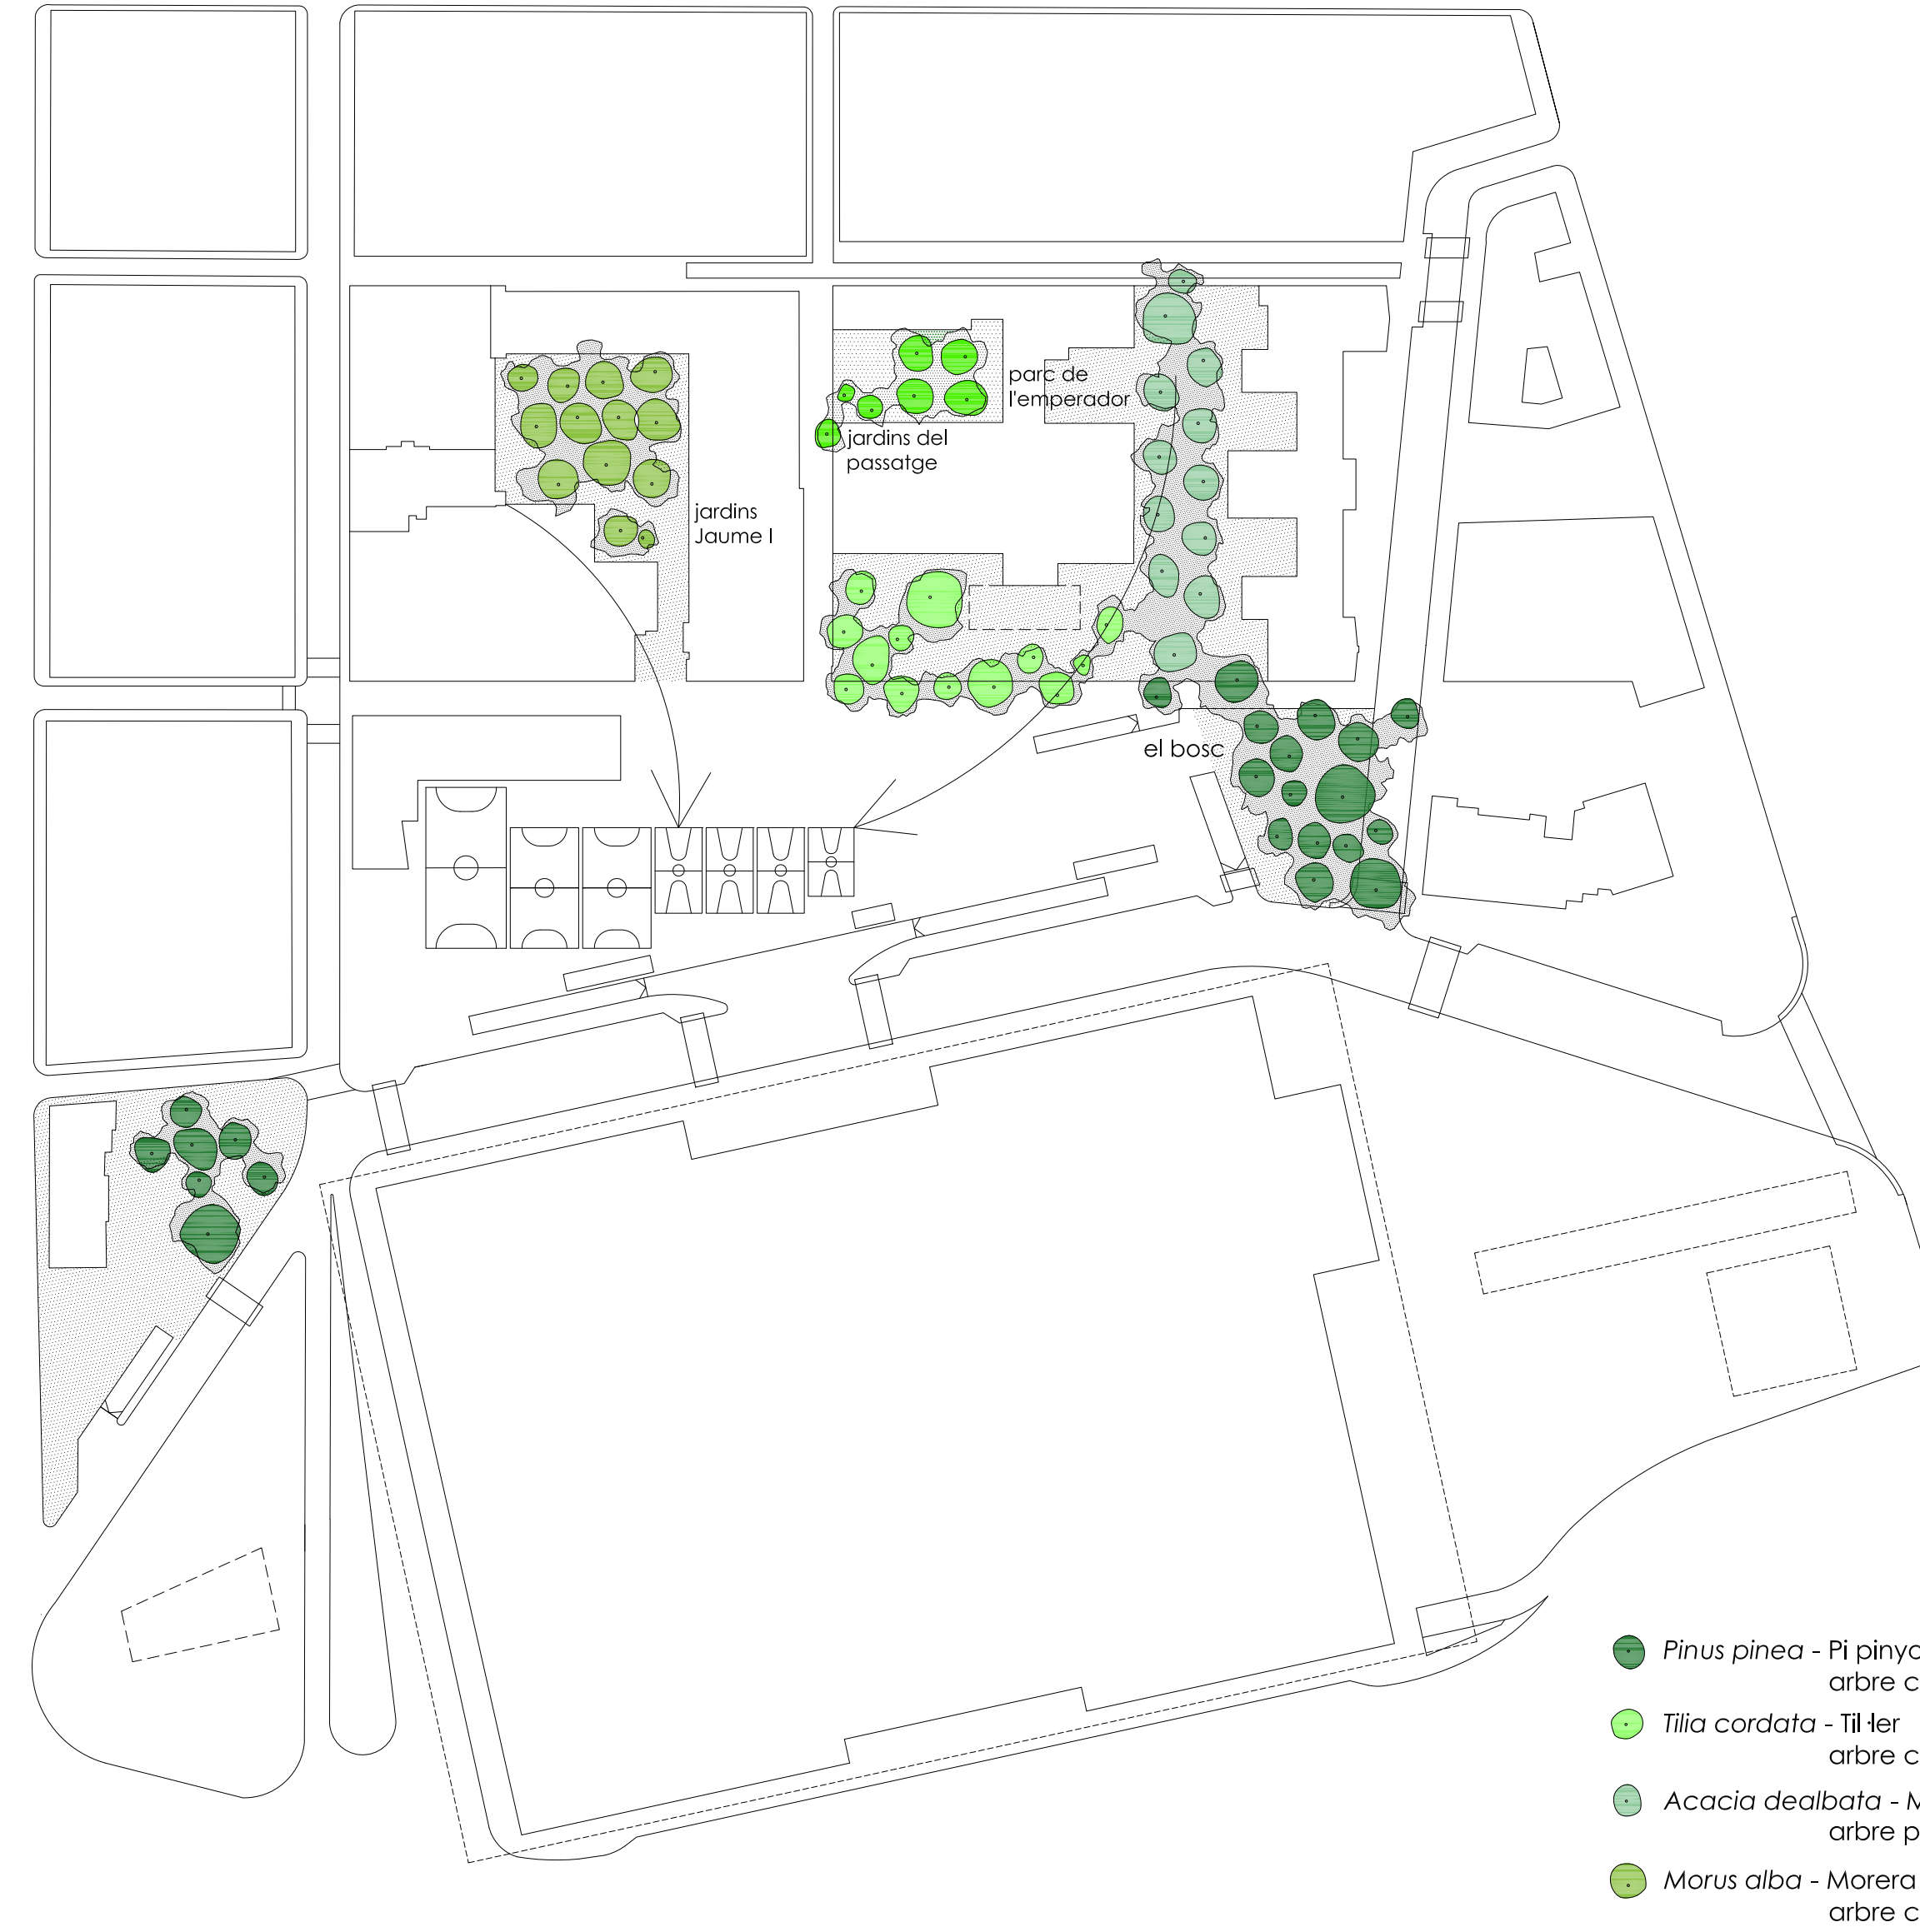 parc de
l'emperador
jardins del
passatge
jardins
Jaume I
el bosc
Pinus pinea - Pi pinyo
arbre c
Tilia cordata - Til·ler
arbre c
Acacia dealbata - M
arbre p
Morus alba - Morera
arbre c